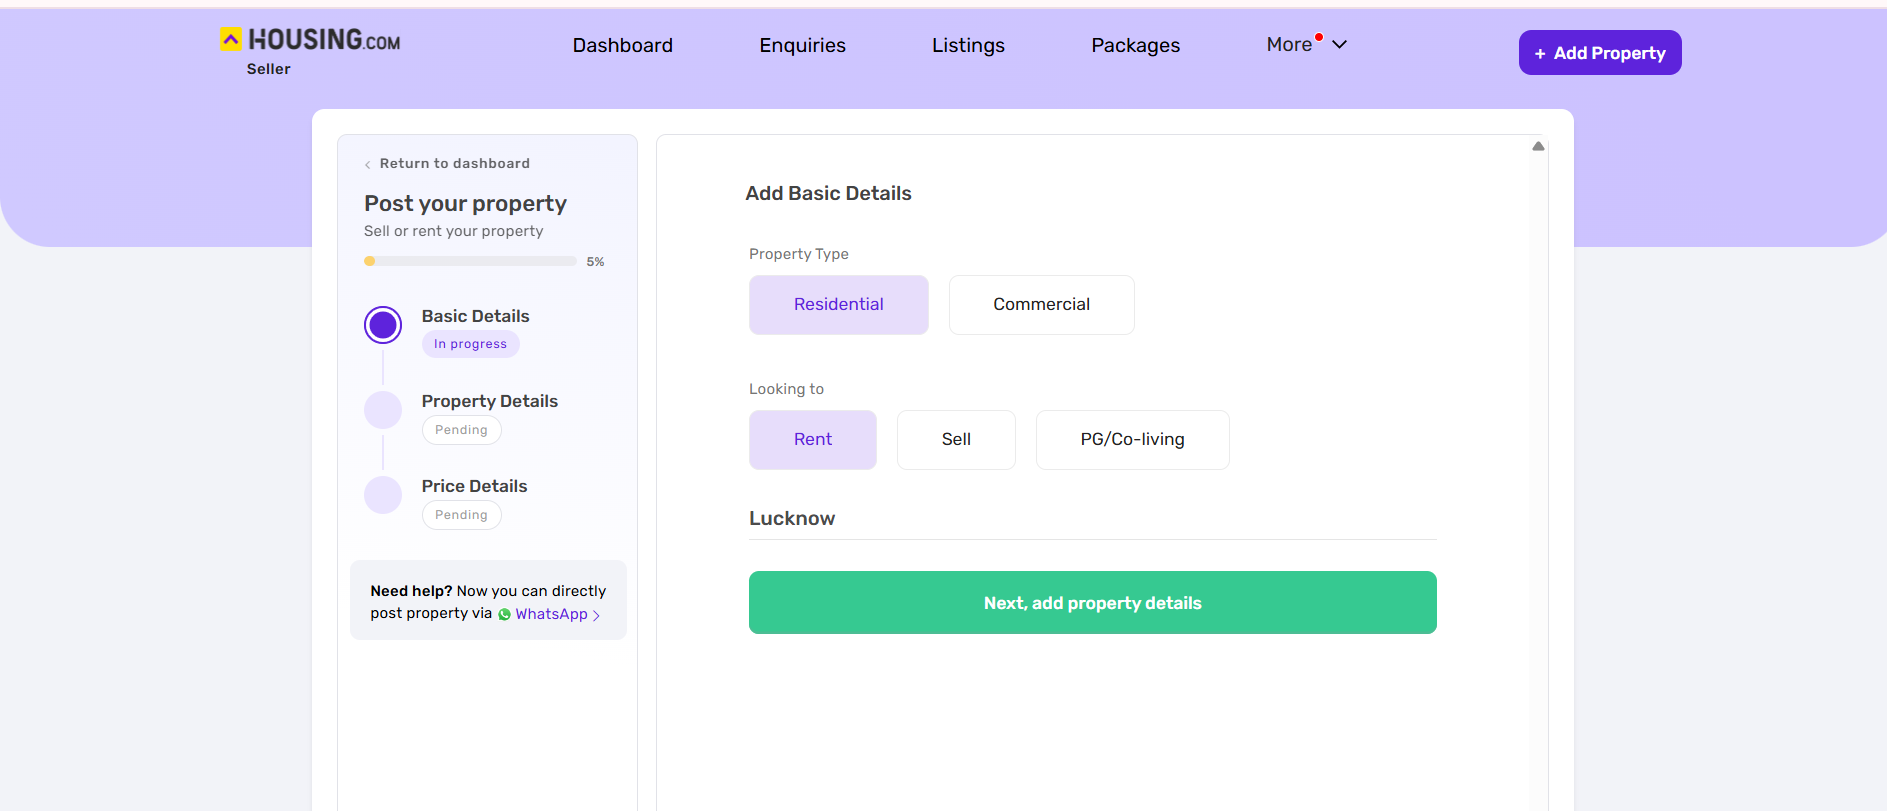 HOUSING.COM
Seller
Dashboard
Enquiries
Listings
Packages
More
+ Add Property
Return to dashboard
Post your property
Sell or rent your property
5%
Basic Details
In progress
Property Details
Pending
Price Details
Pending
Need help? Now you can directly
post property via WhatsApp >
Add Basic Details
Property Type
Residential
Commercial
Looking to
Rent
Sell
PG/Co-living
Lucknow
Next, add property details